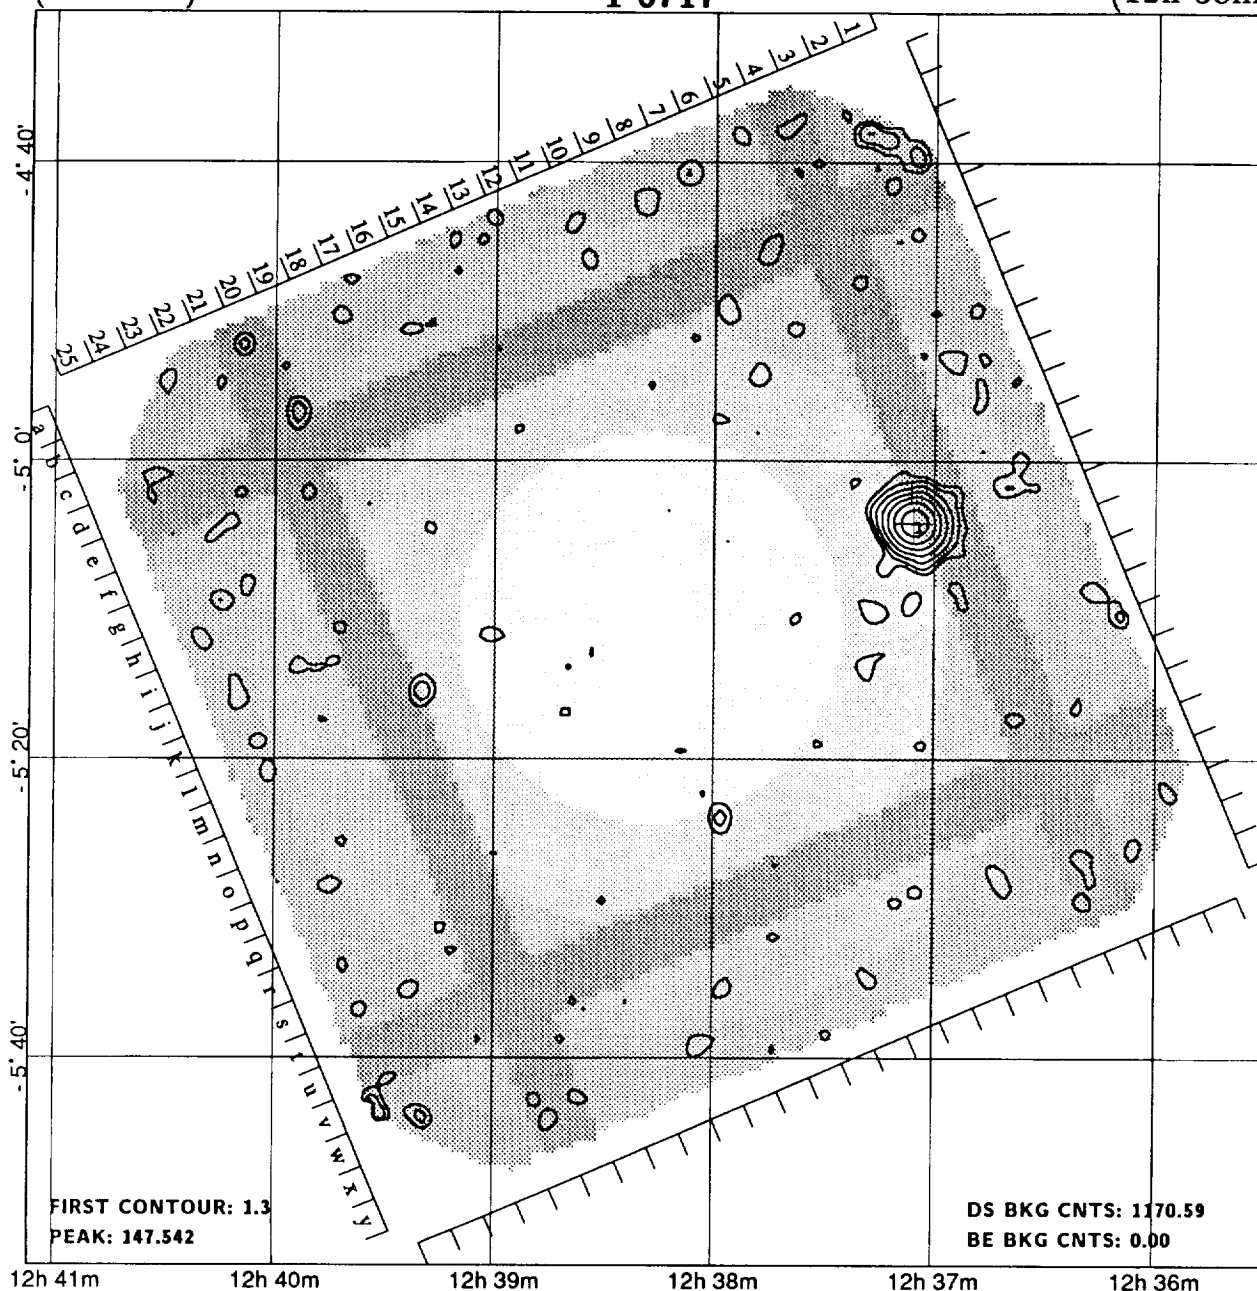 1 2 3 4 5 6 7 8 9 10 11 12 13 14 15 16 17 18 19 20 21 22 23 24 25
-4° 40'
-5° 0'
-5° 20'
-5° 40'
a b c d e f g h i j k l m n o p q r s t u v w x y
FIRST CONTOUR: 1.3
PEAK: 147.542
DS BKG CNTS: 1170.59
BE BKG CNTS: 0.00
12h 41m 12h 40m 12h 39m 12h 38m 12h 37m 12h 36m